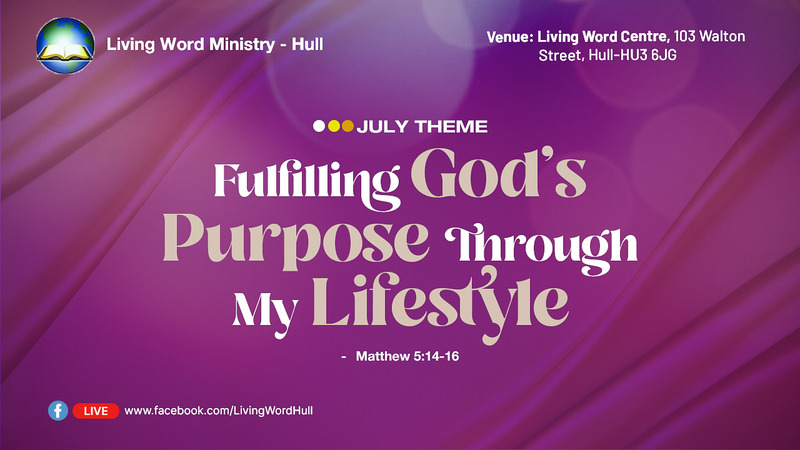 Living Word Ministry - Hull
Venue: Living Word Centre, 103 Walton
Street, Hull-HU3 6JG
JULY THEME
Fulfilling God's
Purpose Through
My Lifestyle
- Matthew 5:14-16
LIVE www.facebook.com/LivingWordHull